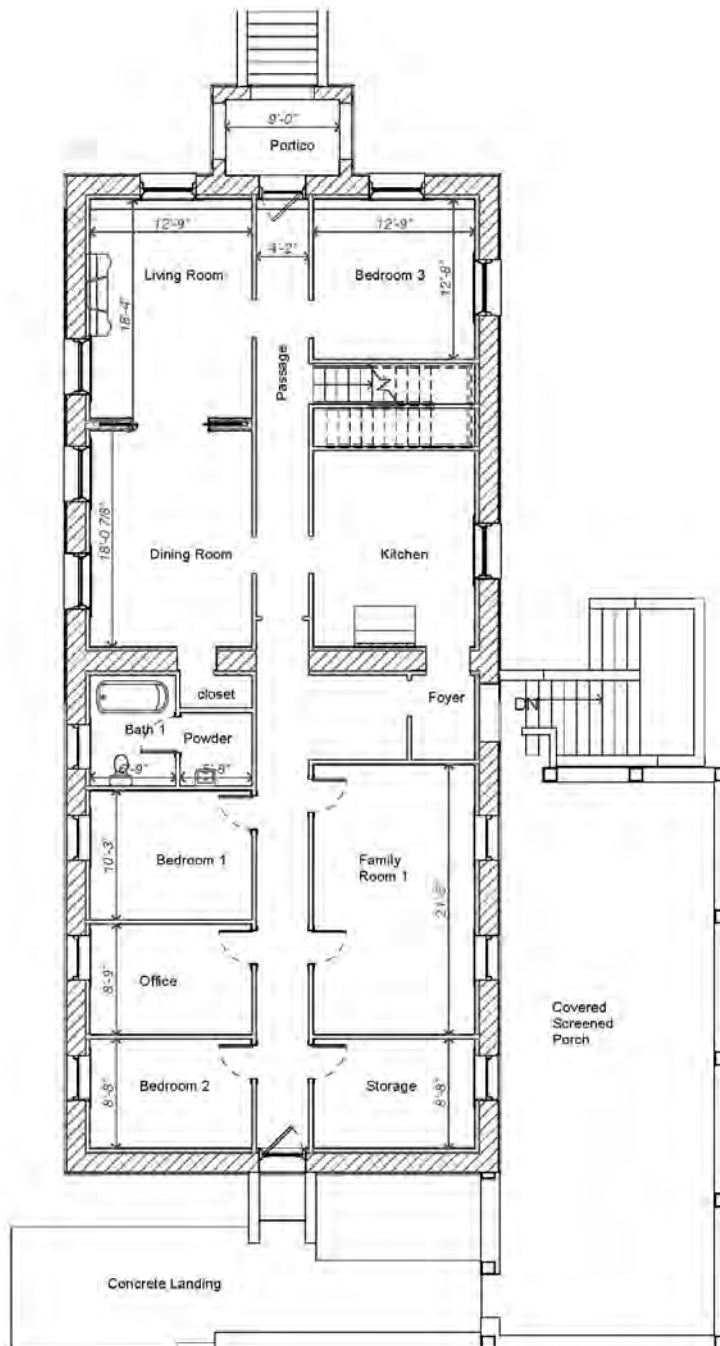 9'-0"
Portico
12'-9"
4'-2"
12'-9"
Living Room
Bedroom 3
12'-8"
18'-4"
Passage
DN
18'-0 7/8"
Dining Room
Kitchen
closet
Foyer
DN
Bath 1
Powder
6'-9"
5'-8"
10'-3"
Bedroom 1
Family
Room 1
21'-8"
8'-9"
Office
Covered
Screened
Porch
8'-8"
Bedroom 2
Storage
8'-8"
Concrete Landing